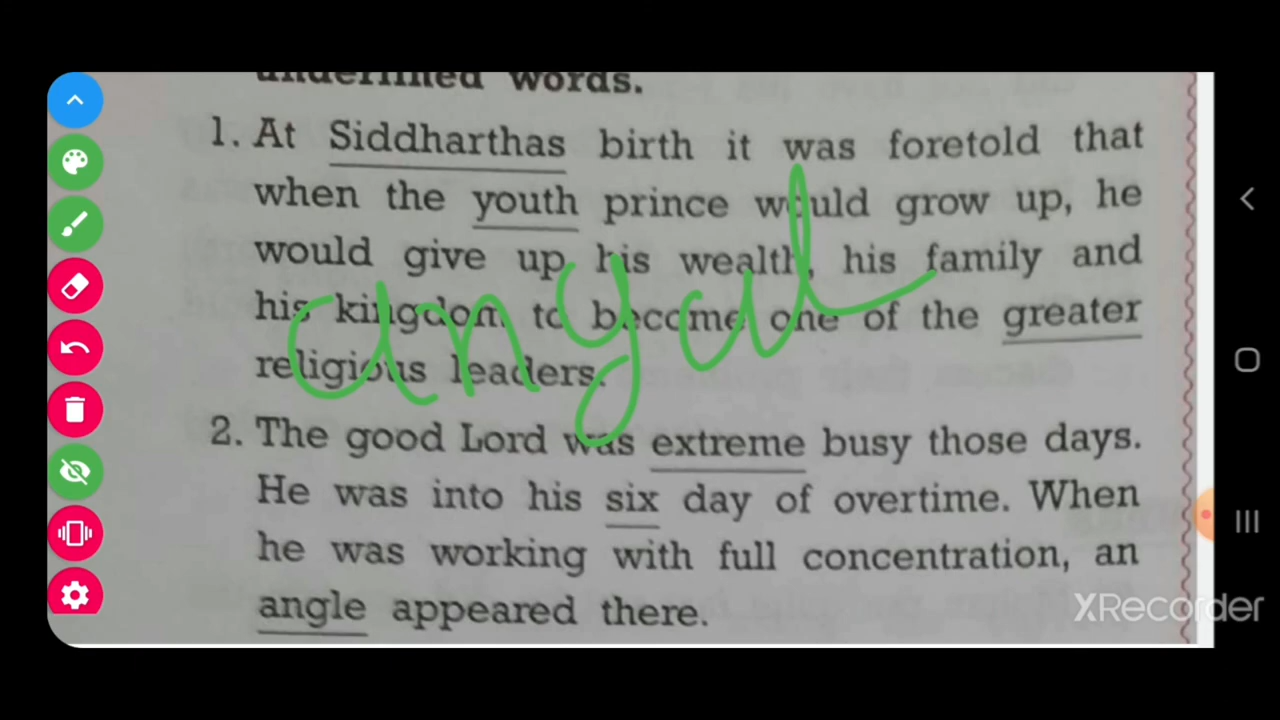 underlined words.
1. At Siddharthas birth it was foretold that
when the youth prince would grow up, he
would give up his wealth, his family and
his kingdom to become one of the greater
religious leaders.
angal
2. The good Lord was extreme busy those days.
He was into his six day of overtime. When
he was working with full concentration, an
angle appeared there.
XRecorder